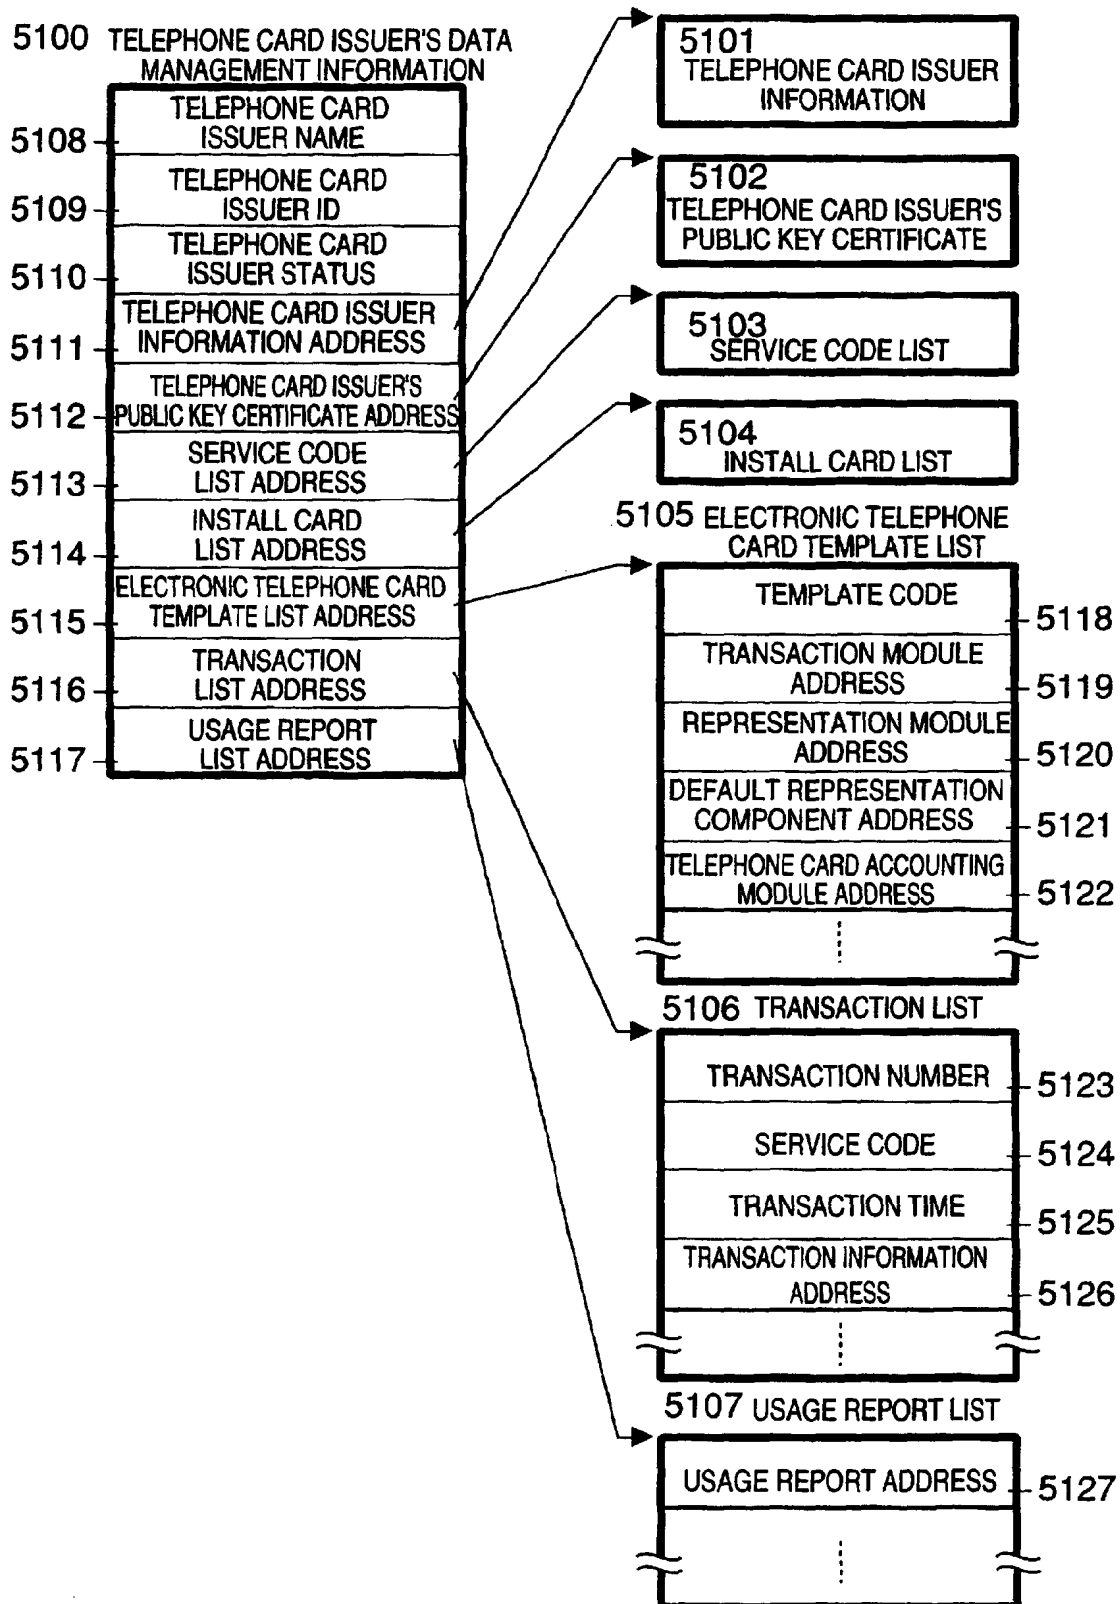 5100 TELEPHONE CARD ISSUER'S DATA
MANAGEMENT INFORMATION
5108
TELEPHONE CARD
ISSUER NAME
5109
TELEPHONE CARD
ISSUER ID
5110
TELEPHONE CARD
ISSUER STATUS
5111
TELEPHONE CARD ISSUER
INFORMATION ADDRESS
5112
TELEPHONE CARD ISSUER'S
PUBLIC KEY CERTIFICATE ADDRESS
5113
SERVICE CODE
LIST ADDRESS
5114
INSTALL CARD
LIST ADDRESS
5115
ELECTRONIC TELEPHONE CARD
TEMPLATE LIST ADDRESS
5116
TRANSACTION
LIST ADDRESS
5117
USAGE REPORT
LIST ADDRESS
5101
TELEPHONE CARD ISSUER
INFORMATION
5102
TELEPHONE CARD ISSUER'S
PUBLIC KEY CERTIFICATE
5103
SERVICE CODE LIST
5104
INSTALL CARD LIST
5105 ELECTRONIC TELEPHONE
CARD TEMPLATE LIST
TEMPLATE CODE
5118
TRANSACTION MODULE
ADDRESS
5119
REPRESENTATION MODULE
ADDRESS
5120
DEFAULT REPRESENTATION
COMPONENT ADDRESS
5121
TELEPHONE CARD ACCOUNTING
MODULE ADDRESS
5122
5106 TRANSACTION LIST
TRANSACTION NUMBER
5123
SERVICE CODE
5124
TRANSACTION TIME
5125
TRANSACTION INFORMATION
ADDRESS
5126
5107 USAGE REPORT LIST
USAGE REPORT ADDRESS
5127